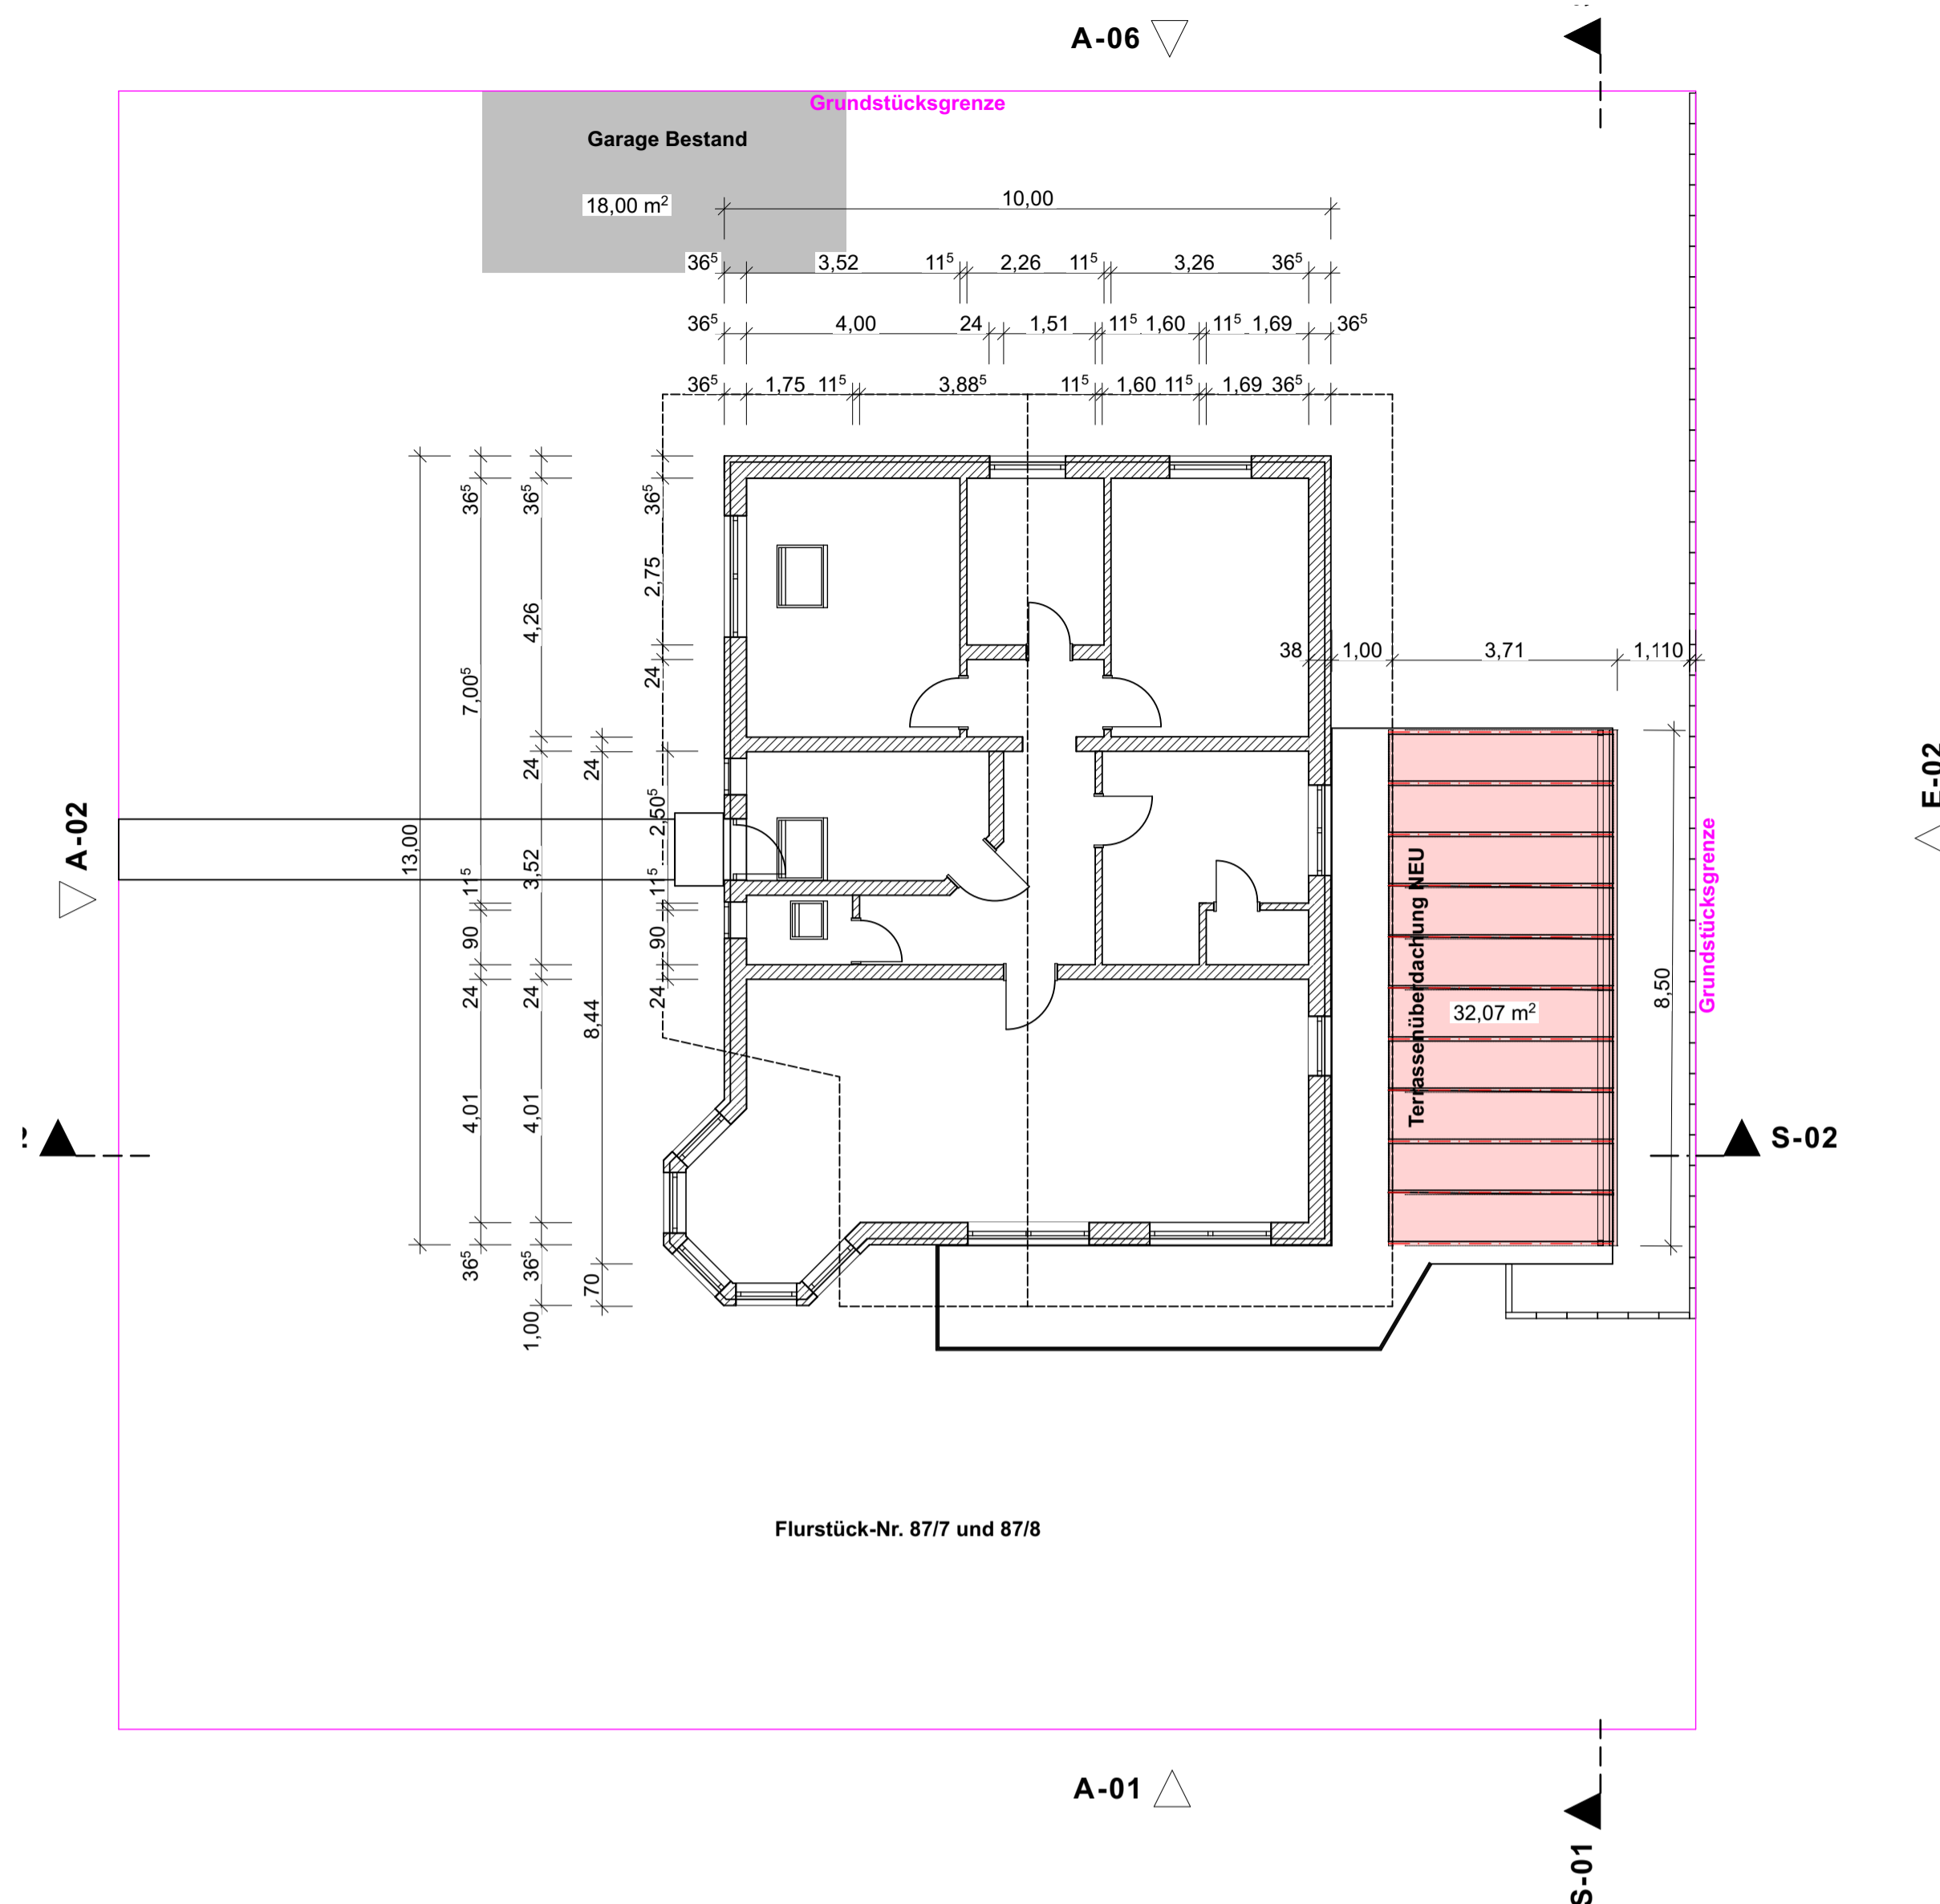 A-06
Grundstücksgrenze
Garage Bestand
18,00 m²
10,00
36⁵ 3,52 11⁵ 2,26 11⁵ 3,26 36⁵
36⁵ 4,00 24 1,51 11⁵ 1,60 11⁵ 1,69 36⁵
36⁵ 1,75 11⁵ 3,88⁵ 11⁵ 1,60 11⁵ 1,69 36⁵
13,00
36⁵ 7,00⁵ 11⁵ 90 24 4,01 36⁵
36⁵ 4,26 24 3,52 24 4,01 36⁵ 1,00
24 8,44 70
36⁵ 2,75 24
2,50⁵ 11⁵ 90 24
38 1,00 3,71 1,110
A-02
E-02
Terrassenüberdachung NEU
32,07 m²
8,50
Grundstücksgrenze
S-02
Flurstück-Nr. 87/7 und 87/8
A-01
S-01